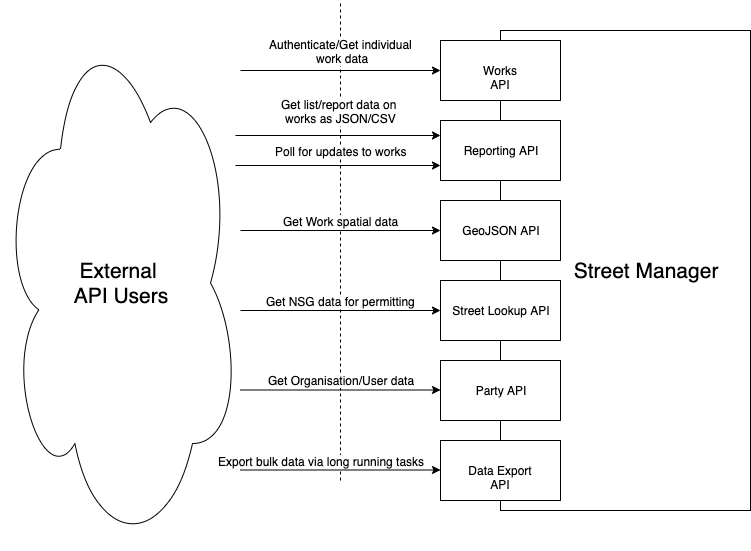 Authenticate/Get individual
work data
Works
API
Get list/report data on
works as JSON/CSV
Poll for updates to works
Reporting API
Get Work spatial data
GeoJSON API
External
API Users
Street Manager
Get NSG data for permitting
Street Lookup API
Get Organisation/User data
Party API
Export bulk data via long running tasks
Data Export
API